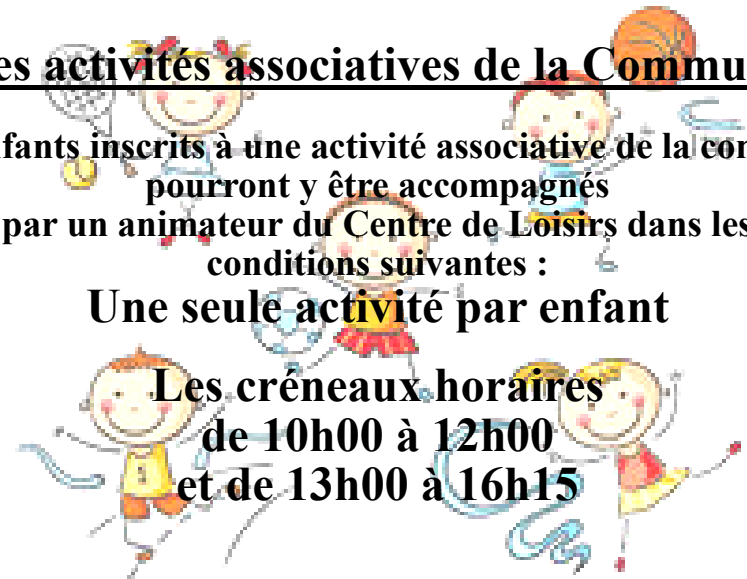 es activités associatives de la Commu
fants inscrits à une activité associative de la con
pourront y être accompagnés
par un animateur du Centre de Loisirs dans les
conditions suivantes :
Une seule activité par enfant
Les créneaux horaires
de 10h00 à 12h00
et de 13h00 à 16h15